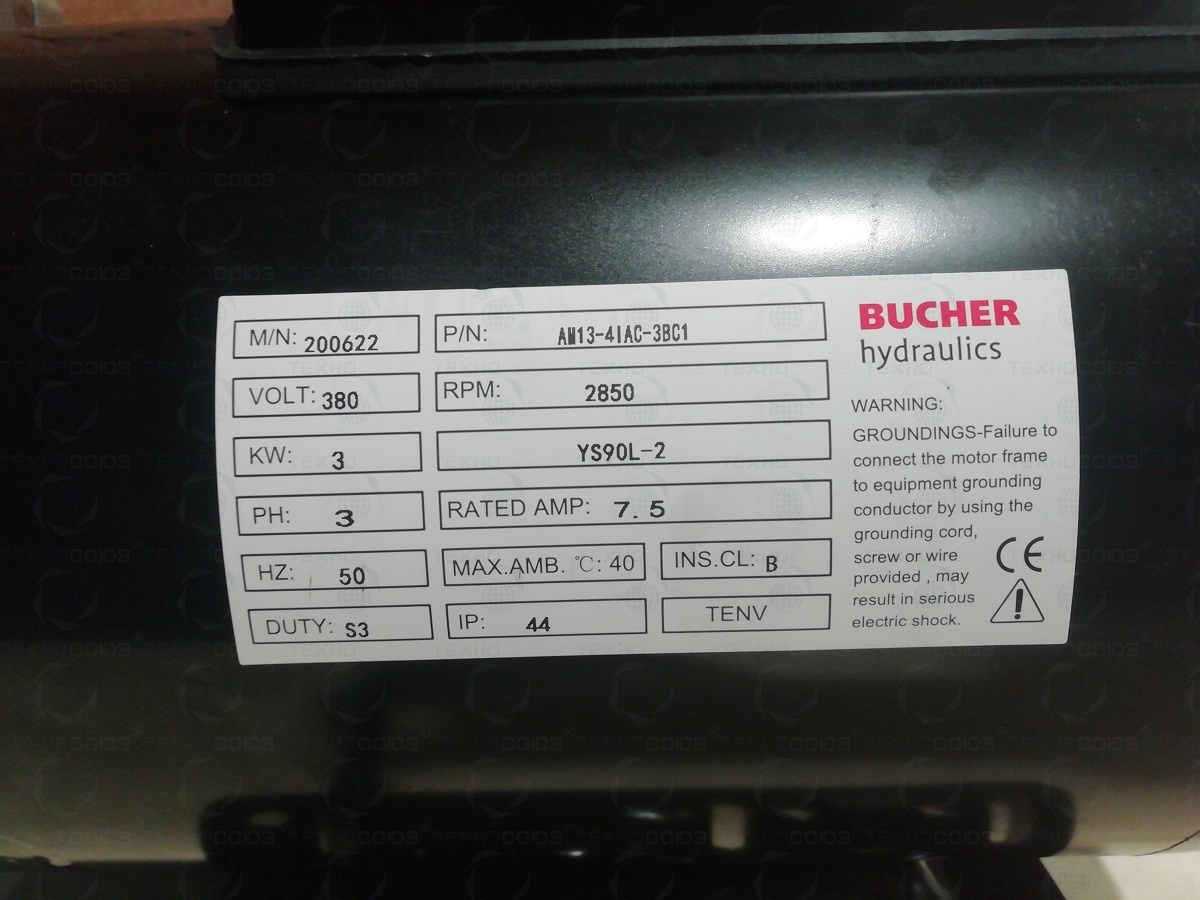 M/N: 200622
P/N: AM13-4IAC-3BC1
VOLT: 380
RPM: 2850
KW: 3
YS90L-2
PH: 3
RATED AMP: 7.5
HZ: 50
MAX.AMB. ℃: 40
INS.CL: B
DUTY: S3
IP: 44
TENV
BUCHER
hydraulics
WARNING:
GROUNDINGS-Failure to
connect the motor frame
to equipment grounding
conductor by using the
grounding cord,
screw or wire
provided , may
result in serious
electric shock.
CE
ТЕХНОСОЮЗ®